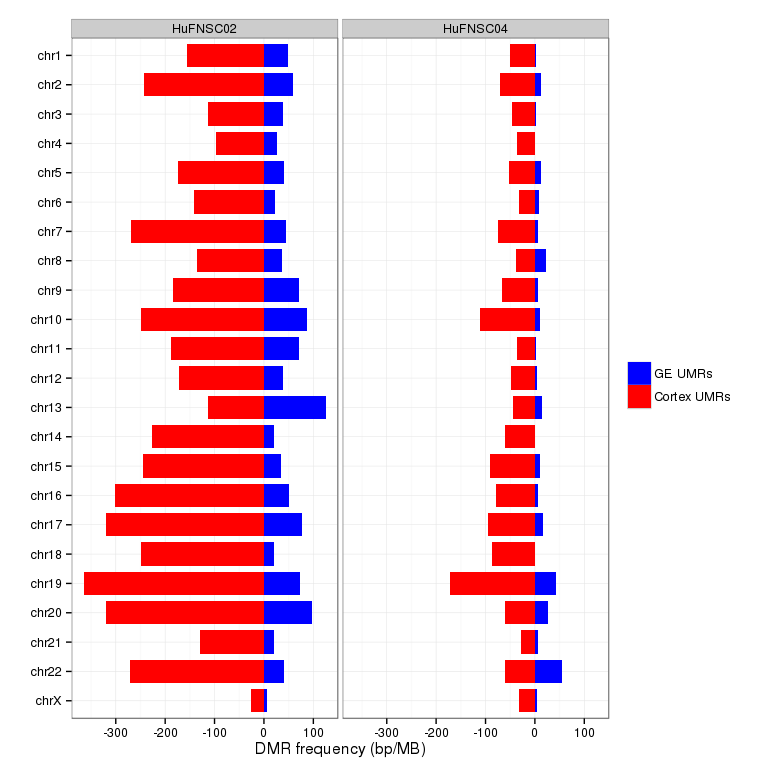 HuFNSC02 HuFNSC04
chr1
chr2
chr3
chr4
chr5
chr6
chr7
chr8
chr9
chr10
chr11
chr12
chr13
chr14
chr15
chr16
chr17
chr18
chr19
chr20
chr21
chr22
chrX
GE UMRs
Cortex UMRs
-300 -200 -100 0 100 -300 -200 -100 0 100
DMR frequency (bp/MB)